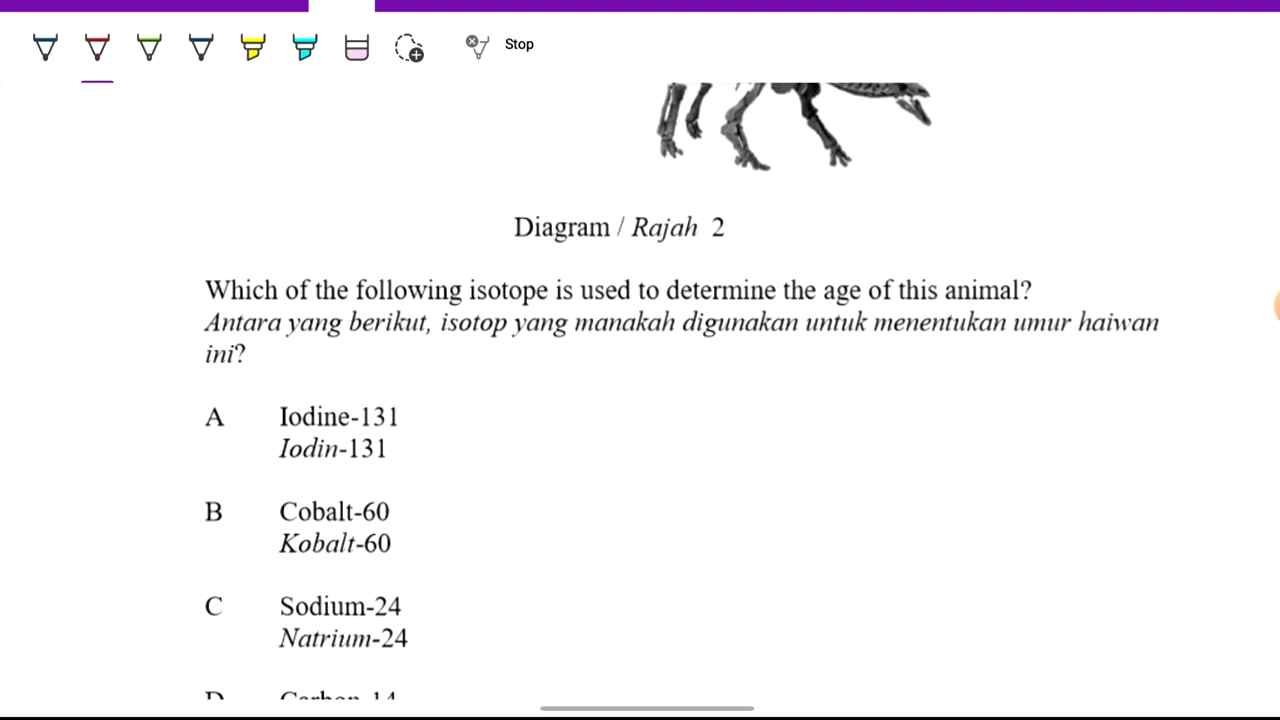 Stop
Diagram / Rajah 2
Which of the following isotope is used to determine the age of this animal?
Antara yang berikut, isotop yang manakah digunakan untuk menentukan umur haiwan
ini?
A Iodine-131
Iodin-131
B Cobalt-60
Kobalt-60
C Sodium-24
Natrium-24
D Carbon-14